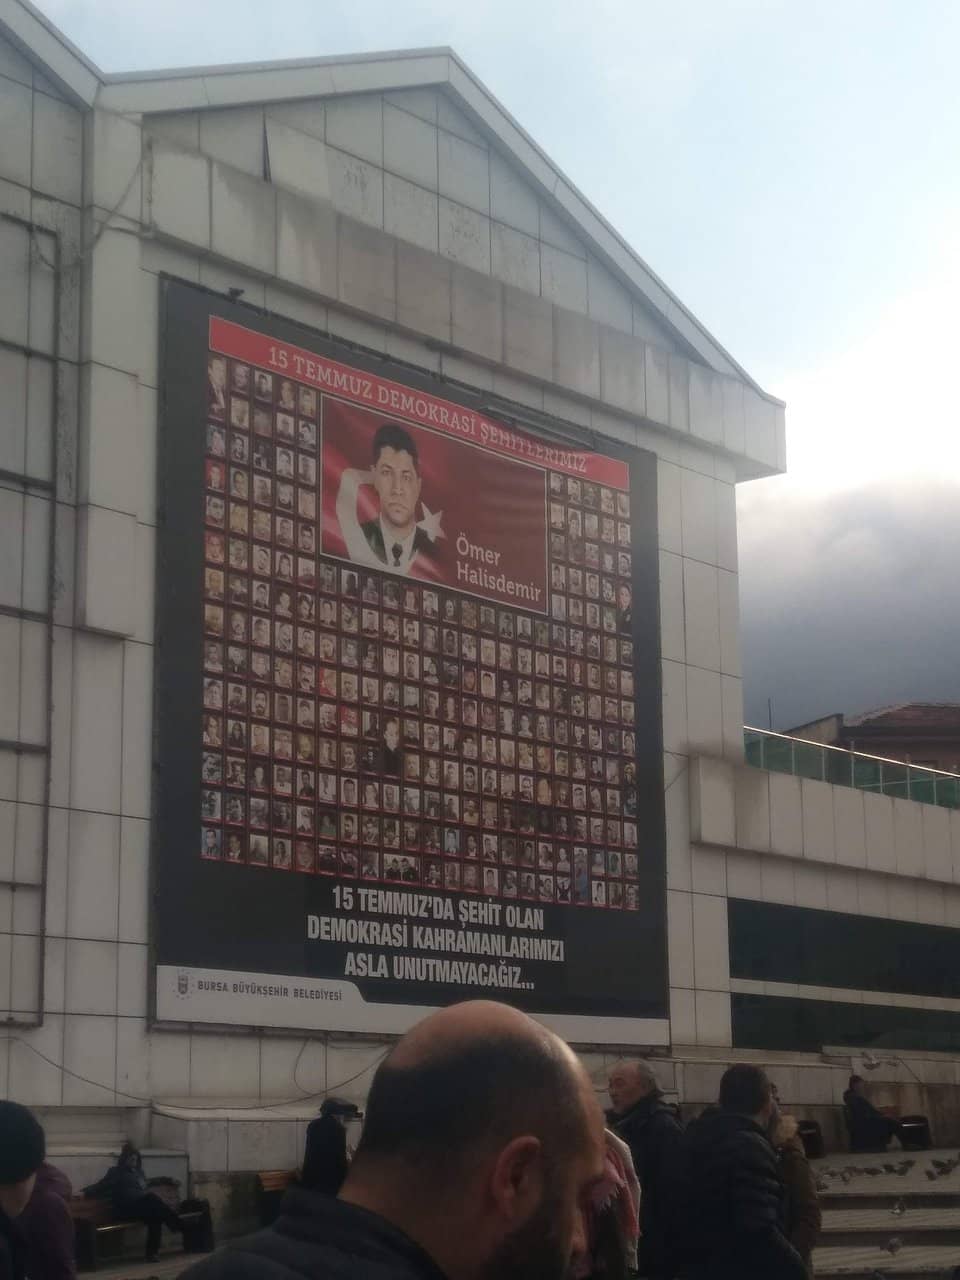 15 TEMMUZ DEMOKRASİ ŞEHİTLERİMİZ
Ömer
Halisdemir
15 TEMMUZ'DA ŞEHİT OLAN
DEMOKRASİ KAHRAMANLARIMIZI
ASLA UNUTMAYACAĞIZ...
BURSA BÜYÜKŞEHİR BELEDİYESİ